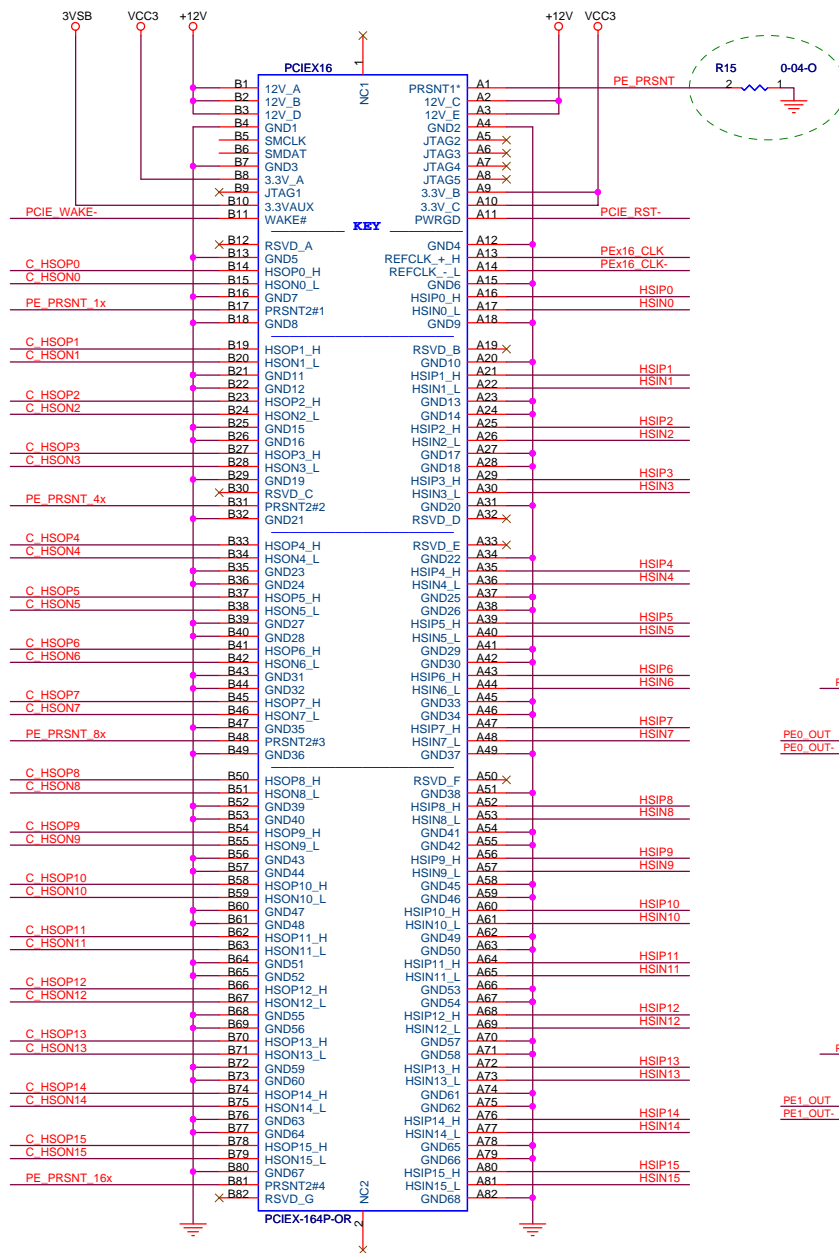 3VSB VCC3 +12V +12V VCC3
PCIEX16
1
NC1
PE_PRSNT
R15 0-04-O
2 1
B1 12V_A PRSNT1* A1
B2 12V_B 12V_C A2
B3 12V_D 12V_E A3
B4 GND1 GND2 A4
B5 SMCLK JTAG2 A5
B6 SMDAT JTAG3 A6
B7 GND3 JTAG4 A7
B8 3.3V_A JTAG5 A8
B9 JTAG1 3.3V_B A9
B10 3.3VAUX 3.3V_C A10
PCIE_WAKE- B11 WAKE# PWRGD A11 PCIE_RST-
KEY
B12 RSVD_A GND4 A12
B13 GND5 REFCLK_+_H A13 PEx16_CLK
C_HSOP0 B14 HSOP0_H REFCLK_-_L A14 PEx16_CLK-
C_HSON0 B15 HSON0_L GND6 A15
B16 GND7 HSIP0_H A16 HSIP0
PE_PRSNT_1x B17 PRSNT2#1 HSIN0_L A17 HSIN0
B18 GND8 GND9 A18
C_HSOP1 B19 HSOP1_H RSVD_B A19
C_HSON1 B20 HSON1_L GND10 A20
B21 GND11 HSIP1_H A21 HSIP1
B22 GND12 HSIN1_L A22 HSIN1
C_HSOP2 B23 HSOP2_H GND13 A23
C_HSON2 B24 HSON2_L GND14 A24
B25 GND15 HSIP2_H A25 HSIP2
B26 GND16 HSIN2_L A26 HSIN2
C_HSOP3 B27 HSOP3_H GND17 A27
C_HSON3 B28 HSON3_L GND18 A28
B29 GND19 HSIP3_H A29 HSIP3
B30 RSVD_C HSIN3_L A30 HSIN3
PE_PRSNT_4x B31 PRSNT2#2 GND20 A31
B32 GND21 RSVD_D A32
C_HSOP4 B33 HSOP4_H RSVD_E A33
C_HSON4 B34 HSON4_L GND22 A34
B35 GND23 HSIP4_H A35 HSIP4
B36 GND24 HSIN4_L A36 HSIN4
C_HSOP5 B37 HSOP5_H GND25 A37
C_HSON5 B38 HSON5_L GND26 A38
B39 GND27 HSIP5_H A39 HSIP5
B40 GND28 HSIN5_L A40 HSIN5
C_HSOP6 B41 HSOP6_H GND29 A41
C_HSON6 B42 HSON6_L GND30 A42
B43 GND31 HSIP6_H A43 HSIP6
B44 GND32 HSIN6_L A44 HSIN6
C_HSOP7 B45 HSOP7_H GND33 A45
C_HSON7 B46 HSON7_L GND34 A46
B47 GND35 HSIP7_H A47 HSIP7
PE_PRSNT_8x B48 PRSNT2#3 HSIN7_L A48 HSIN7 PE0_OUT
B49 GND36 GND37 A49 PE0_OUT-
C_HSOP8 B50 HSOP8_H RSVD_F A50
C_HSON8 B51 HSON8_L GND38 A51
B52 GND39 HSIP8_H A52 HSIP8
B53 GND40 HSIN8_L A53 HSIN8
C_HSOP9 B54 HSOP9_H GND41 A54
C_HSON9 B55 HSON9_L GND42 A55
B56 GND43 HSIP9_H A56 HSIP9
B57 GND44 HSIN9_L A57 HSIN9
C_HSOP10 B58 HSOP10_H GND45 A58
C_HSON10 B59 HSON10_L GND46 A59
B60 GND47 HSIP10_H A60 HSIP10
B61 GND48 HSIN10_L A61 HSIN10
C_HSOP11 B62 HSOP11_H GND49 A62
C_HSON11 B63 HSON11_L GND50 A63
B64 GND51 HSIP11_H A64 HSIP11
B65 GND52 HSIN11_L A65 HSIN11
C_HSOP12 B66 HSOP12_H GND53 A66
C_HSON12 B67 HSON12_L GND54 A67
B68 GND55 HSIP12_H A68 HSIP12
B69 GND56 HSIN12_L A69 HSIN12
C_HSOP13 B70 HSOP13_H GND57 A70
C_HSON13 B71 HSON13_L GND58 A71
B72 GND59 HSIP13_H A72 HSIP13
B73 GND60 HSIN13_L A73 HSIN13
C_HSOP14 B74 HSOP14_H GND61 A74
C_HSON14 B75 HSON14_L GND62 A75 PE1_OUT
B76 GND63 HSIP14_H A76 HSIP14 PE1_OUT-
B77 GND64 HSIN14_L A77 HSIN14
C_HSOP15 B78 HSOP15_H GND65 A78
C_HSON15 B79 HSON15_L GND66 A79
B80 GND67 HSIP15_H A80 HSIP15
PE_PRSNT_16x B81 PRSNT2#4 HSIN15_L A81 HSIN15
B82 RSVD_G GND68 A82
NC2
PCIEX-164P-OR
2